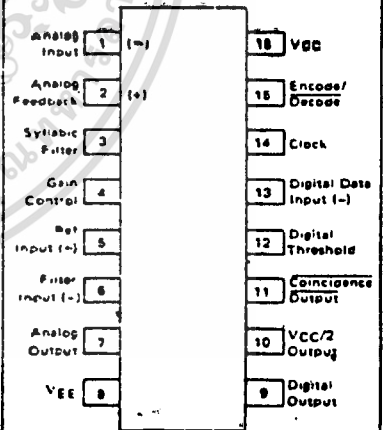 Analog
Input
1
(-)
Analog
Feedback
2
(+)
Syllabic
Filter
3
Gain
Control
4
Ref
Input (+)
5
Filter
Input (-)
6
Analog
Output
7
VEE
8
16
VCC
15
Encode/
Decode
14
Clock
13
Digital Data
Input (-)
12
Digital
Threshold
11
Coincidence
Output
10
VCC/2
Output
9
Digital
Output